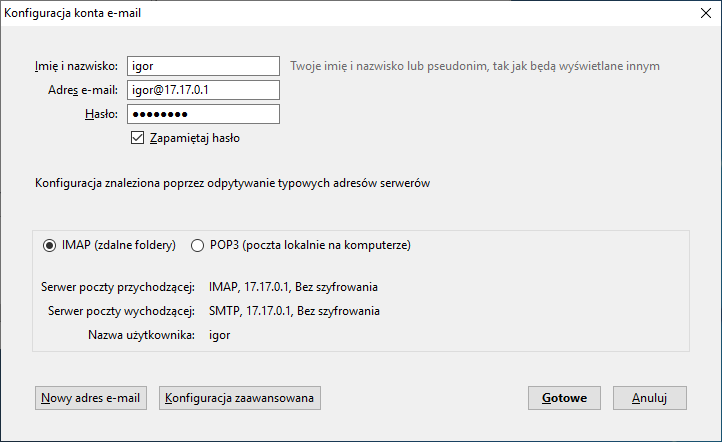 Konfiguracja konta e-mail
Imię i nazwisko: igor Twoje imię i nazwisko lub pseudonim, tak jak będą wyświetlane innym
Adres e-mail: igor@17.17.0.1
Hasło: ●●●●●●●●
Zapamiętaj hasło
Konfiguracja znaleziona poprzez odpytywanie typowych adresów serwerów
IMAP (zdalne foldery) POP3 (poczta lokalnie na komputerze)
Serwer poczty przychodzącej: IMAP, 17.17.0.1, Bez szyfrowania
Serwer poczty wychodzącej: SMTP, 17.17.0.1, Bez szyfrowania
Nazwa użytkownika: igor
Nowy adres e-mail Konfiguracja zaawansowana Gotowe Anuluj